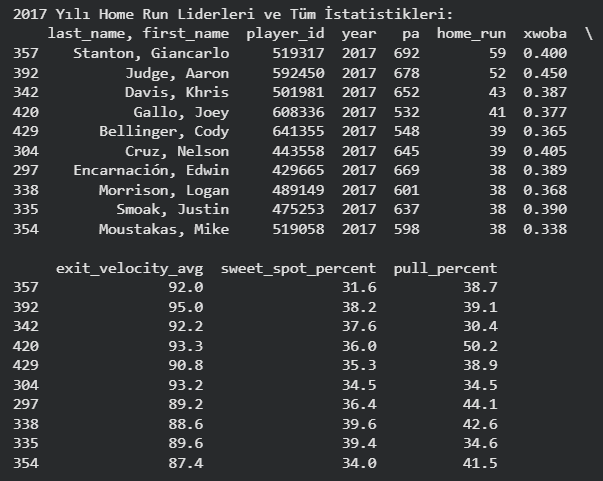 2017 Yılı Home Run Liderleri ve Tüm İstatistikleri:
last_name, first_name player_id year pa home_run xwoba \
357 Stanton, Giancarlo 519317 2017 692 59 0.400
392 Judge, Aaron 592450 2017 678 52 0.450
342 Davis, Khris 501981 2017 652 43 0.387
420 Gallo, Joey 608336 2017 532 41 0.377
429 Bellinger, Cody 641355 2017 548 39 0.365
304 Cruz, Nelson 443558 2017 645 39 0.405
297 Encarnación, Edwin 429665 2017 669 38 0.389
338 Morrison, Logan 489149 2017 601 38 0.368
335 Smoak, Justin 475253 2017 637 38 0.390
354 Moustakas, Mike 519058 2017 598 38 0.338
exit_velocity_avg sweet_spot_percent pull_percent
357 92.0 31.6 38.7
392 95.0 38.2 39.1
342 92.2 37.6 30.4
420 93.3 36.0 50.2
429 90.8 35.3 38.9
304 93.2 34.5 34.5
297 89.2 36.4 44.1
338 88.6 39.6 42.6
335 89.6 39.4 34.6
354 87.4 34.0 41.5